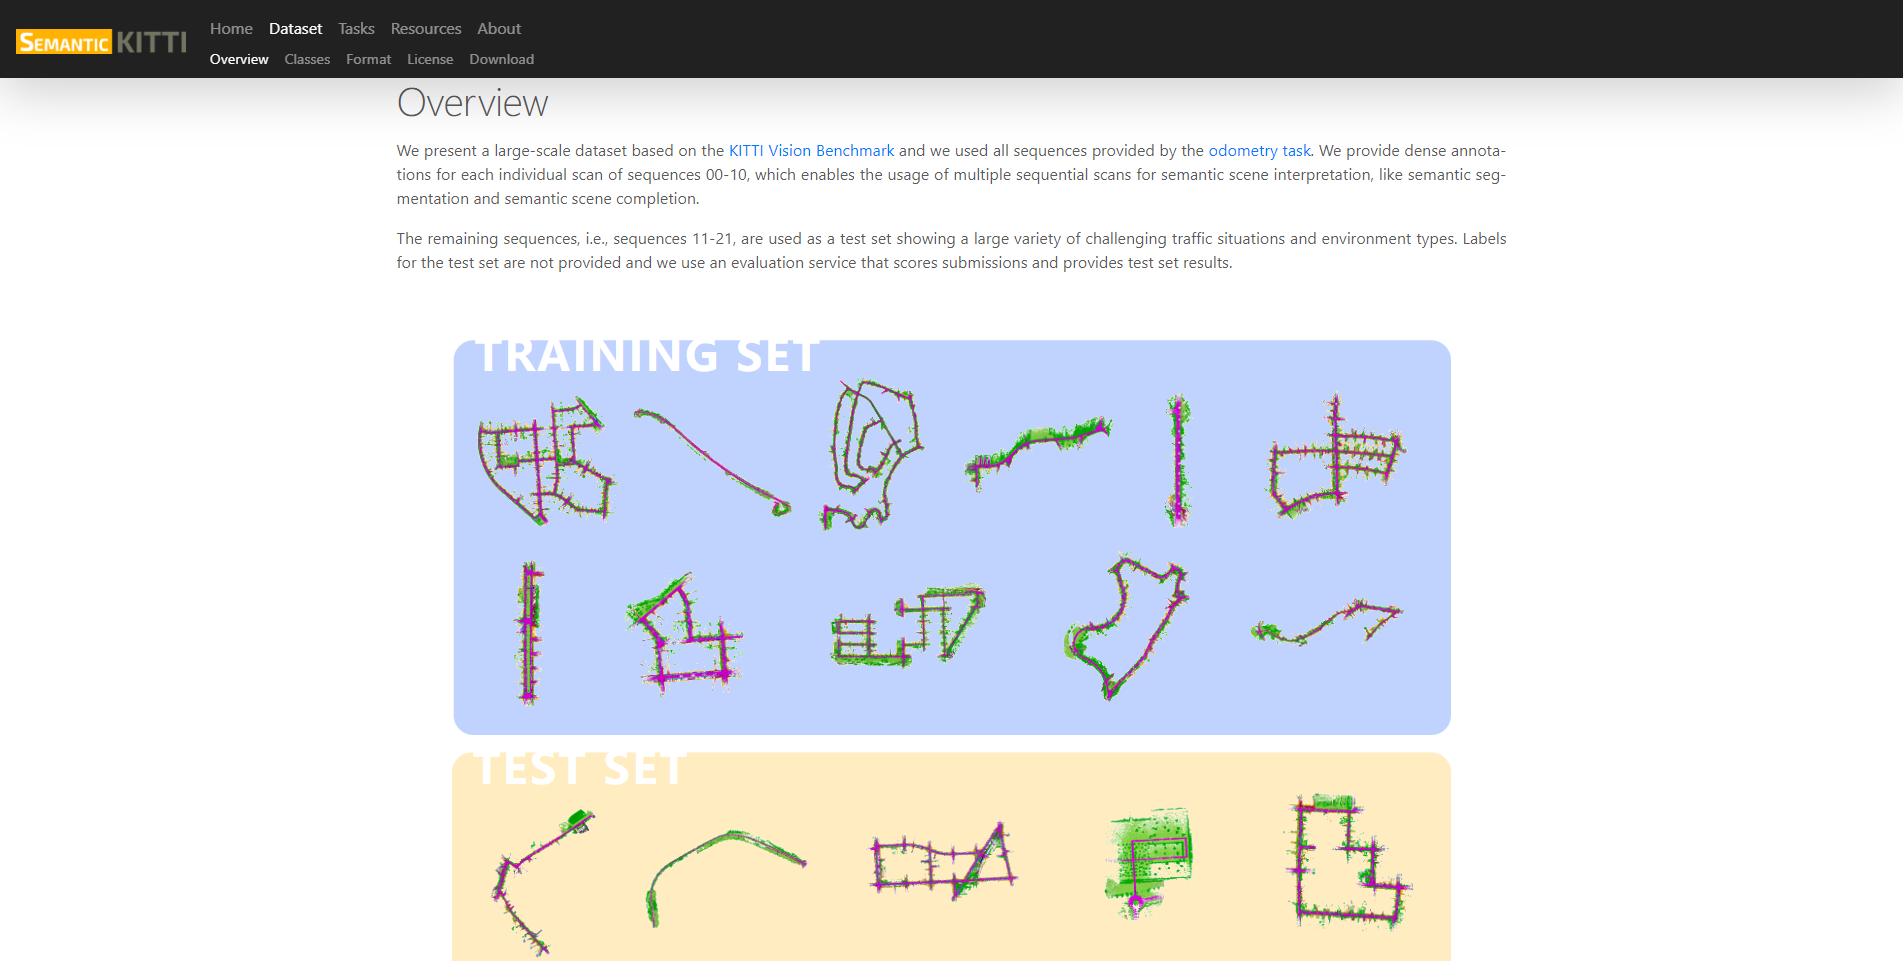 SEMANTIC KITTI
Home Dataset Tasks Resources About
Overview Classes Format License Download
Overview
We present a large-scale dataset based on the KITTI Vision Benchmark and we used all sequences provided by the odometry task. We provide dense annota-
tions for each individual scan of sequences 00-10, which enables the usage of multiple sequential scans for semantic scene interpretation, like semantic seg-
mentation and semantic scene completion.
The remaining sequences, i.e., sequences 11-21, are used as a test set showing a large variety of challenging traffic situations and environment types. Labels
for the test set are not provided and we use an evaluation service that scores submissions and provides test set results.
TRAINING SET
TEST SET